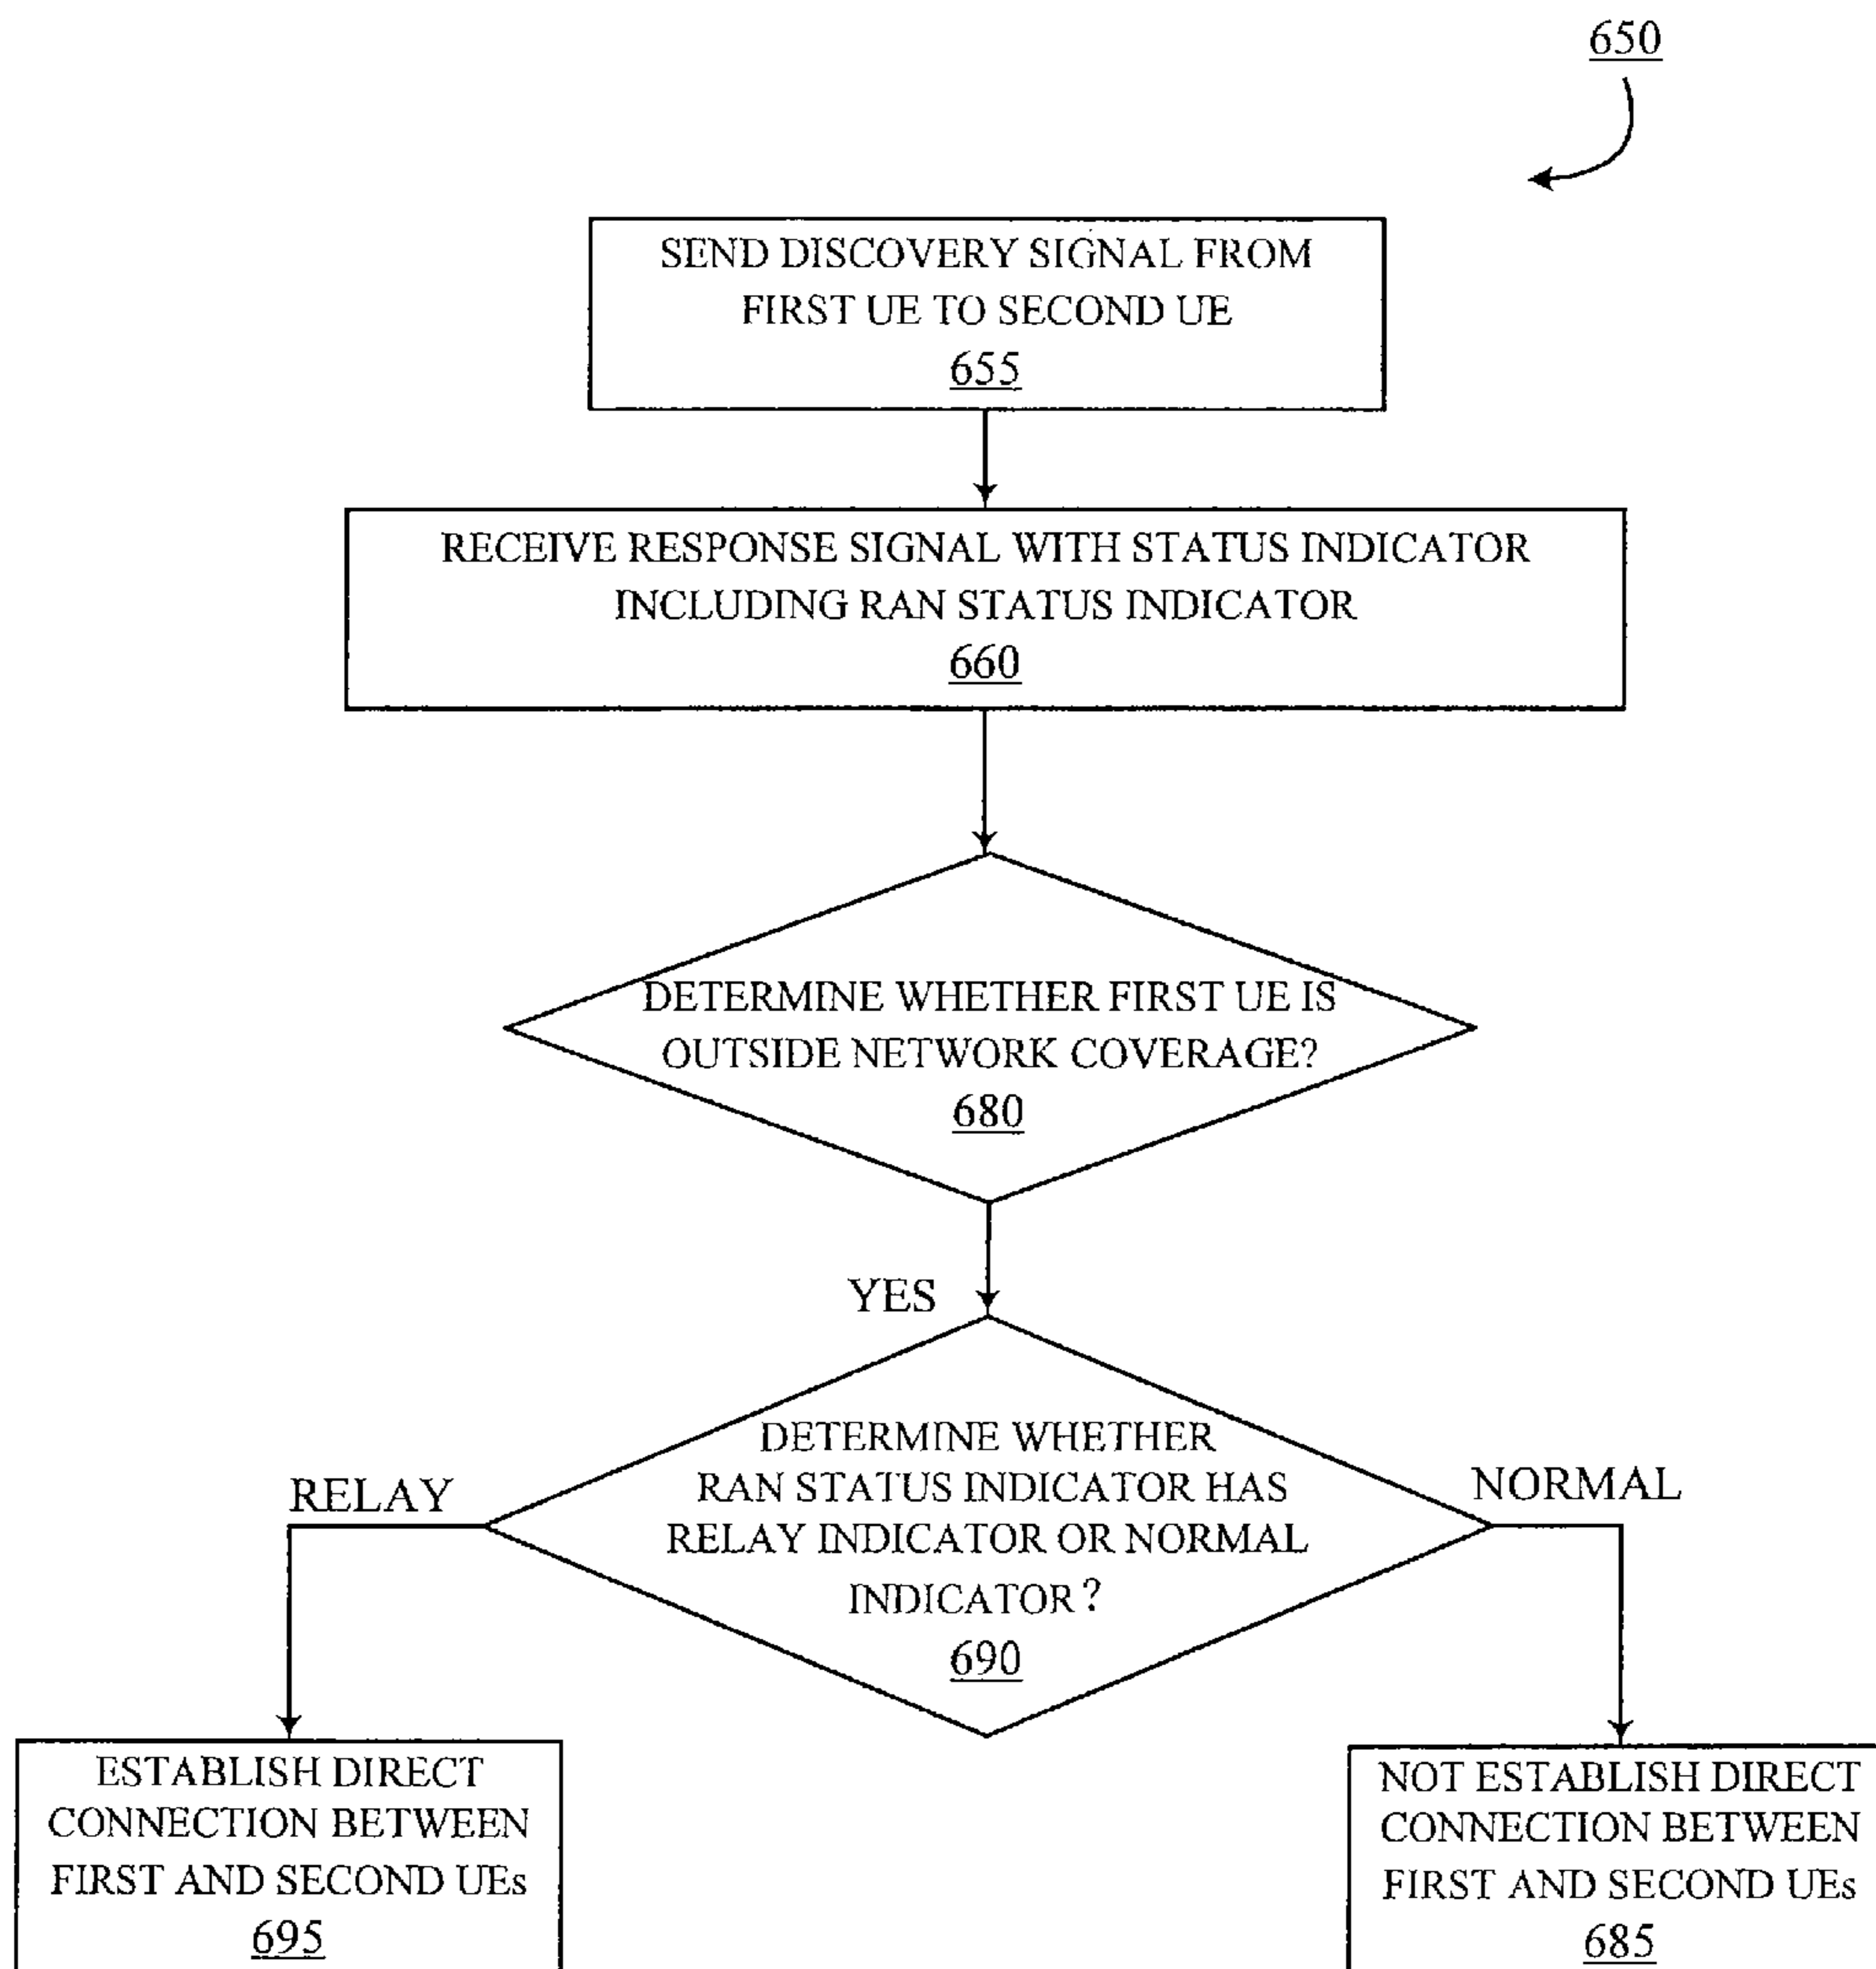 650
SEND DISCOVERY SIGNAL FROM
FIRST UE TO SECOND UE
655
RECEIVE RESPONSE SIGNAL WITH STATUS INDICATOR
INCLUDING RAN STATUS INDICATOR
660
DETERMINE WHETHER FIRST UE IS
OUTSIDE NETWORK COVERAGE?
680
YES
DETERMINE WHETHER
RAN STATUS INDICATOR HAS
RELAY INDICATOR OR NORMAL
INDICATOR?
690
RELAY
NORMAL
ESTABLISH DIRECT
CONNECTION BETWEEN
FIRST AND SECOND UEs
695
NOT ESTABLISH DIRECT
CONNECTION BETWEEN
FIRST AND SECOND UEs
685